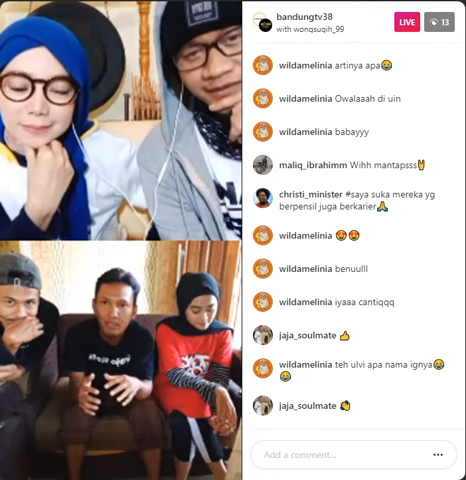 bandungtv38
with wonqsuqih_99
LIVE
13
wildamelinia artinya apa😂
wildamelinia Owalaaah di uin
wildamelinia babayyy
maliq_ibrahimm Wihh mantapsss🤘
christi_minister #saya suka mereka yg
berpensil juga berkarier🙏
wildamelinia 😍😍
wildamelinia benuulll
wildamelinia iyaaa cantiqqq
jaja_soulmate 👍
wildamelinia teh ulvi apa nama ignya😂
😂
jaja_soulmate 👏
Add a comment...